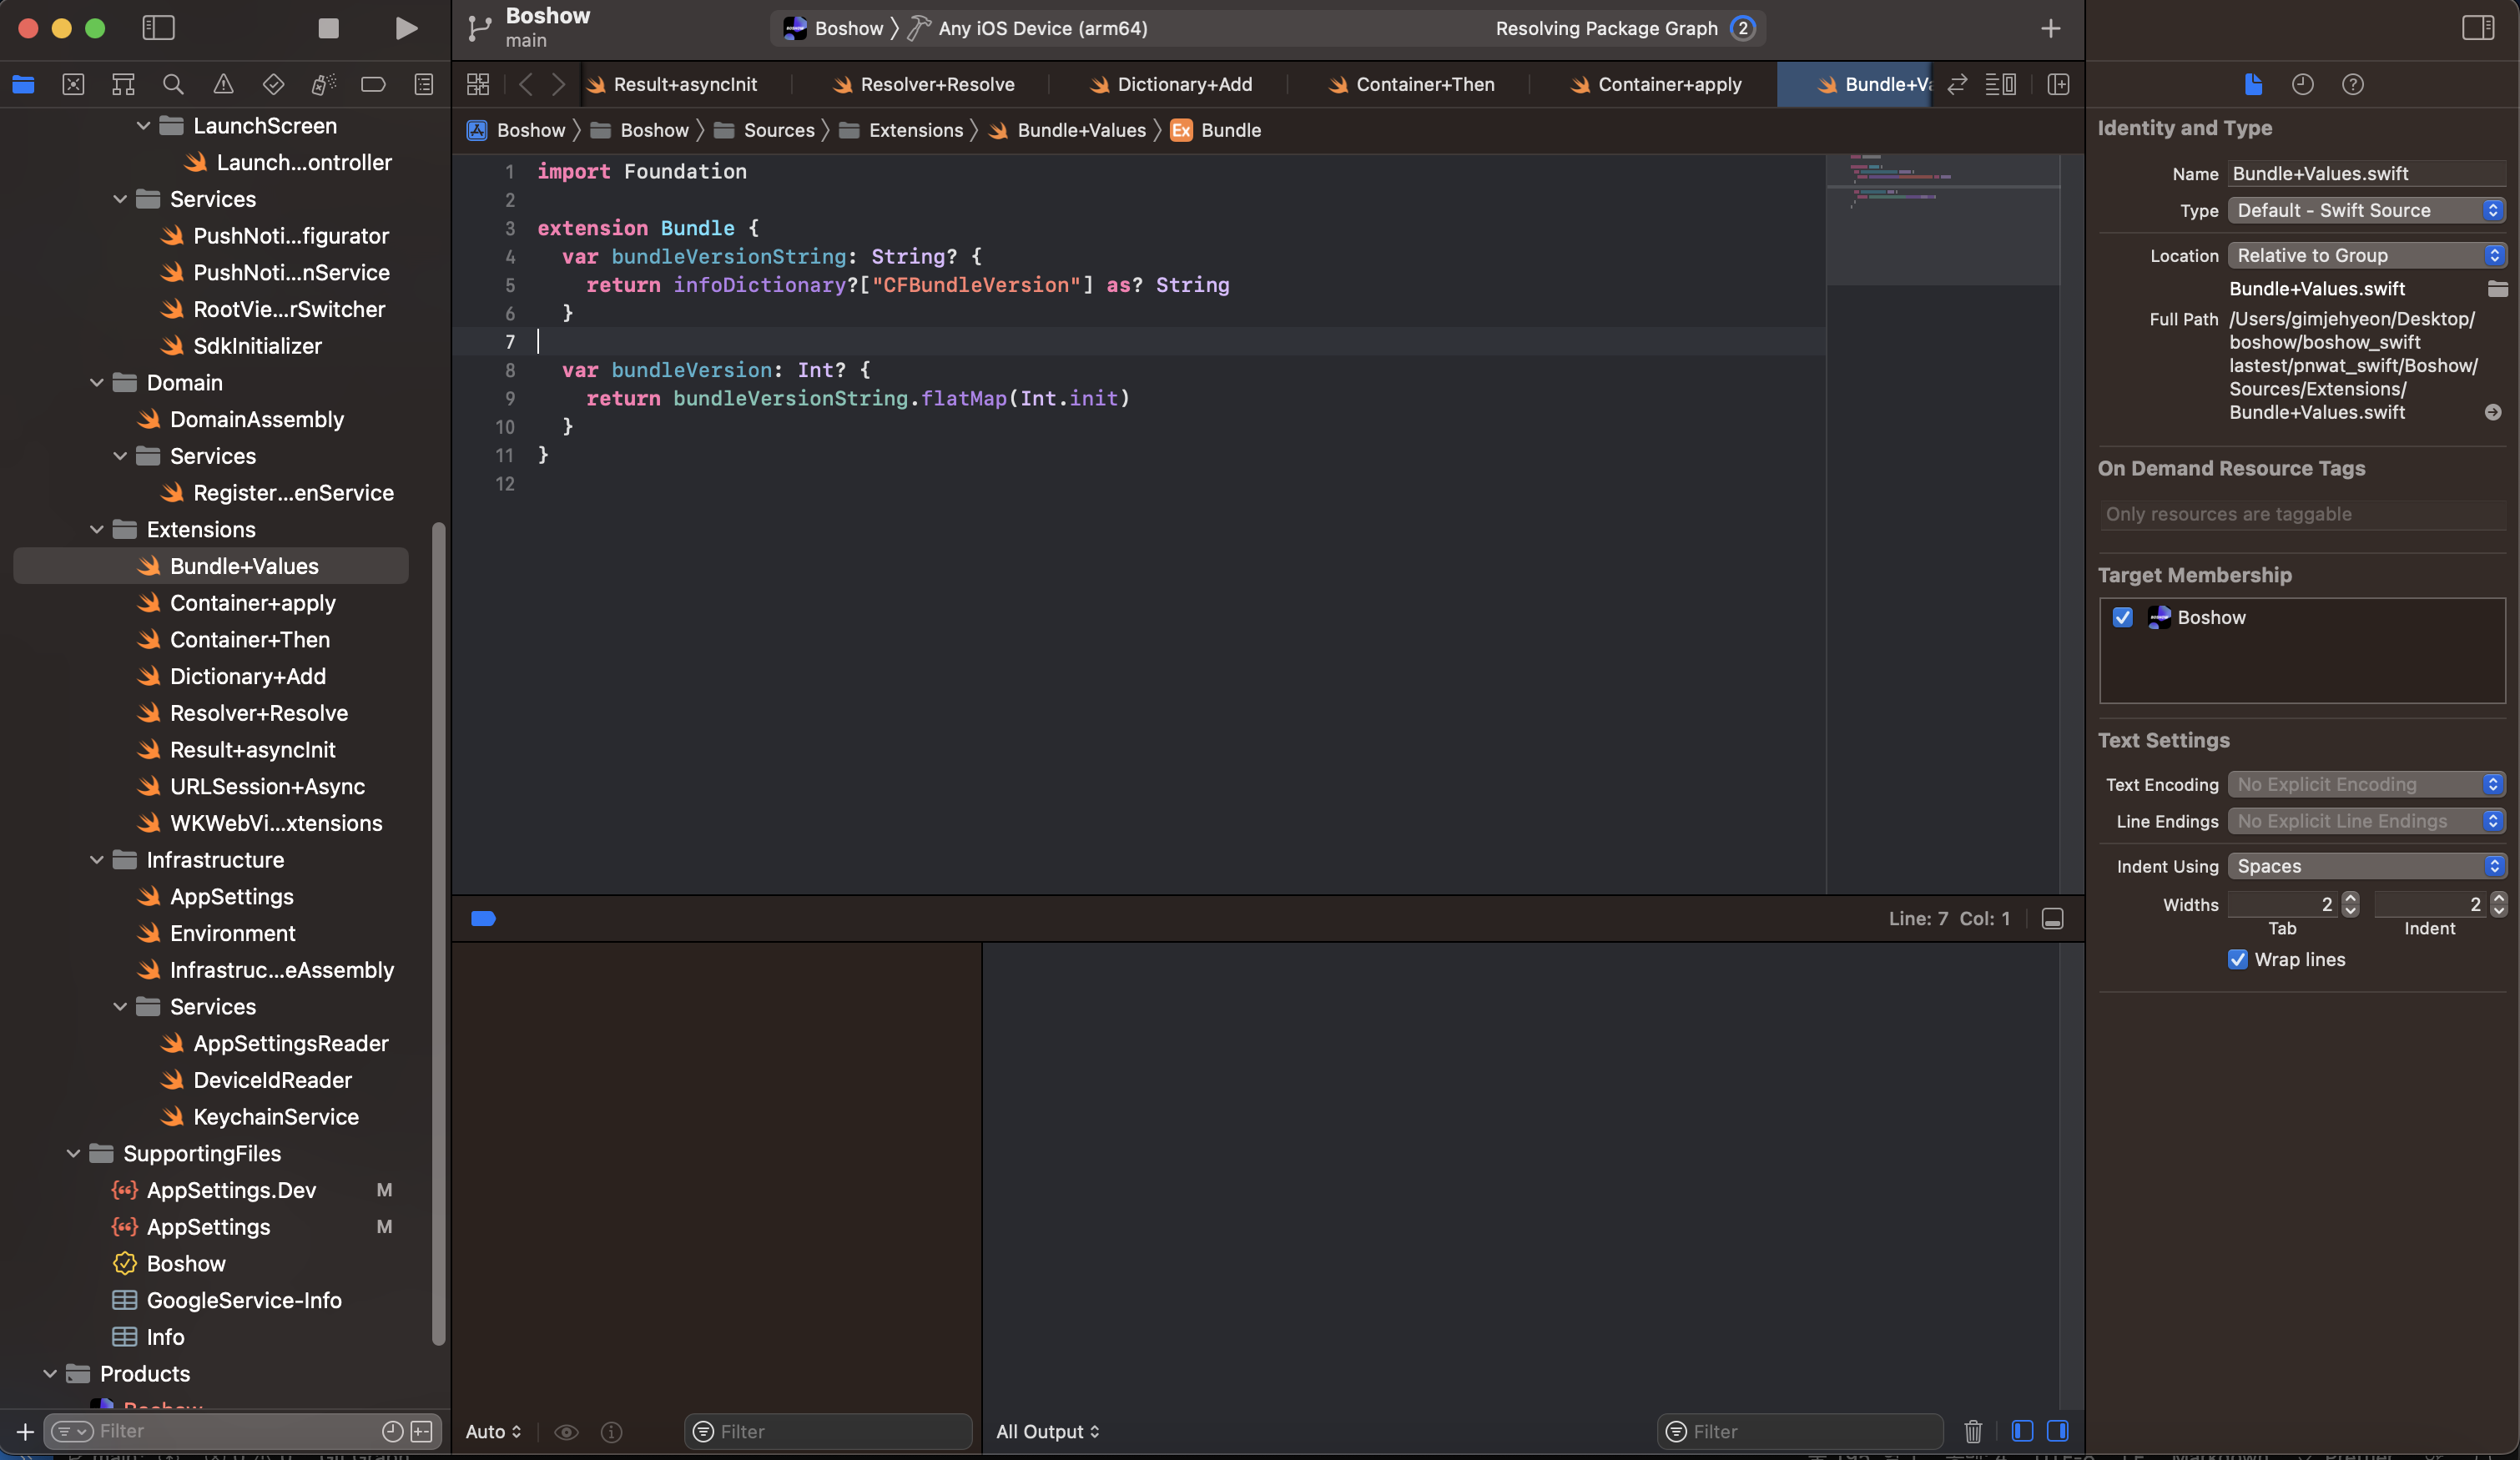 Boshow
main
Boshow
Any iOS Device (arm64)
Resolving Package Graph
2
Result+asyncInit
Resolver+Resolve
Dictionary+Add
Container+Then
Container+apply
Bundle+Va
Boshow
Boshow
Sources
Extensions
Bundle+Values
Ex
Bundle
LaunchScreen
Launch...ontroller
Services
PushNoti...figurator
PushNoti...nService
RootVie...rSwitcher
SdkInitializer
Domain
DomainAssembly
Services
Register...enService
Extensions
Bundle+Values
Container+apply
Container+Then
Dictionary+Add
Resolver+Resolve
Result+asyncInit
URLSession+Async
WKWebVi...xtensions
Infrastructure
AppSettings
Environment
Infrastruc...eAssembly
Services
AppSettingsReader
DeviceIdReader
KeychainService
SupportingFiles
AppSettings.Dev M
AppSettings M
Boshow
GoogleService-Info
Info
Products
Boshow
Filter
1 import Foundation
2
3 extension Bundle {
4 var bundleVersionString: String? {
5 return infoDictionary?["CFBundleVersion"] as? String
6 }
7
8 var bundleVersion: Int? {
9 return bundleVersionString.flatMap(Int.init)
10 }
11 }
12
Line: 7 Col: 1
Auto
Filter
All Output
Filter
Identity and Type
Name Bundle+Values.swift
Type Default - Swift Source
Location Relative to Group
Bundle+Values.swift
Full Path /Users/gimjehyeon/Desktop/
boshow/boshow_swift
lastest/pnwat_swift/Boshow/
Sources/Extensions/
Bundle+Values.swift
On Demand Resource Tags
Only resources are taggable
Target Membership
Boshow
Text Settings
Text Encoding No Explicit Encoding
Line Endings No Explicit Line Endings
Indent Using Spaces
Widths 2 2
Tab Indent
Wrap lines